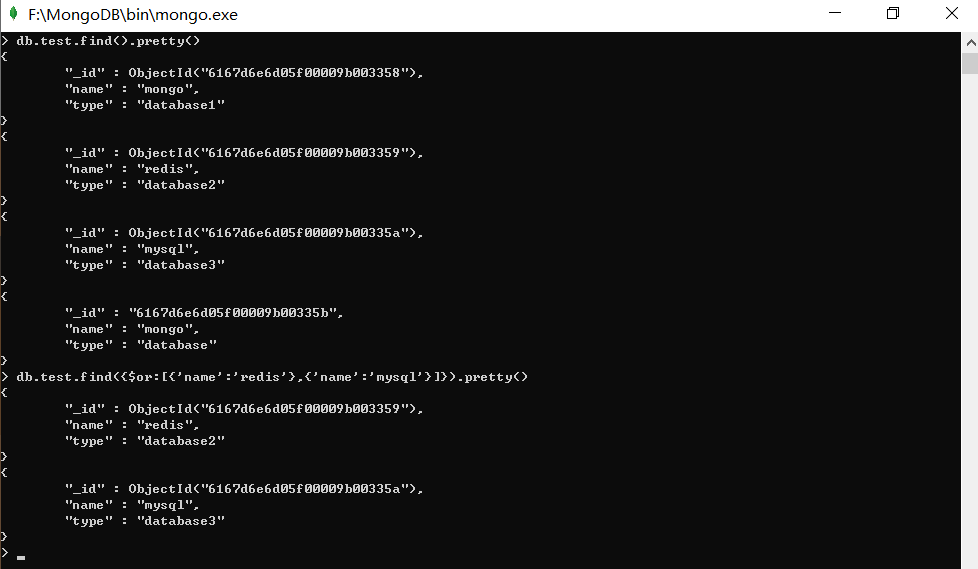 F:\MongoDB\bin\mongo.exe
> db.test.find().pretty()
{
"_id" : ObjectId("6167d6e6d05f00009b003358"),
"name" : "mongo",
"type" : "database1"
}
{
"_id" : ObjectId("6167d6e6d05f00009b003359"),
"name" : "redis",
"type" : "database2"
}
{
"_id" : ObjectId("6167d6e6d05f00009b00335a"),
"name" : "mysql",
"type" : "database3"
}
{
"_id" : "6167d6e6d05f00009b00335b",
"name" : "mongo",
"type" : "database"
}
> db.test.find({$or:[{'name':'redis'},{'name':'mysql'}]}).pretty()
{
"_id" : ObjectId("6167d6e6d05f00009b003359"),
"name" : "redis",
"type" : "database2"
}
{
"_id" : ObjectId("6167d6e6d05f00009b00335a"),
"name" : "mysql",
"type" : "database3"
}
>